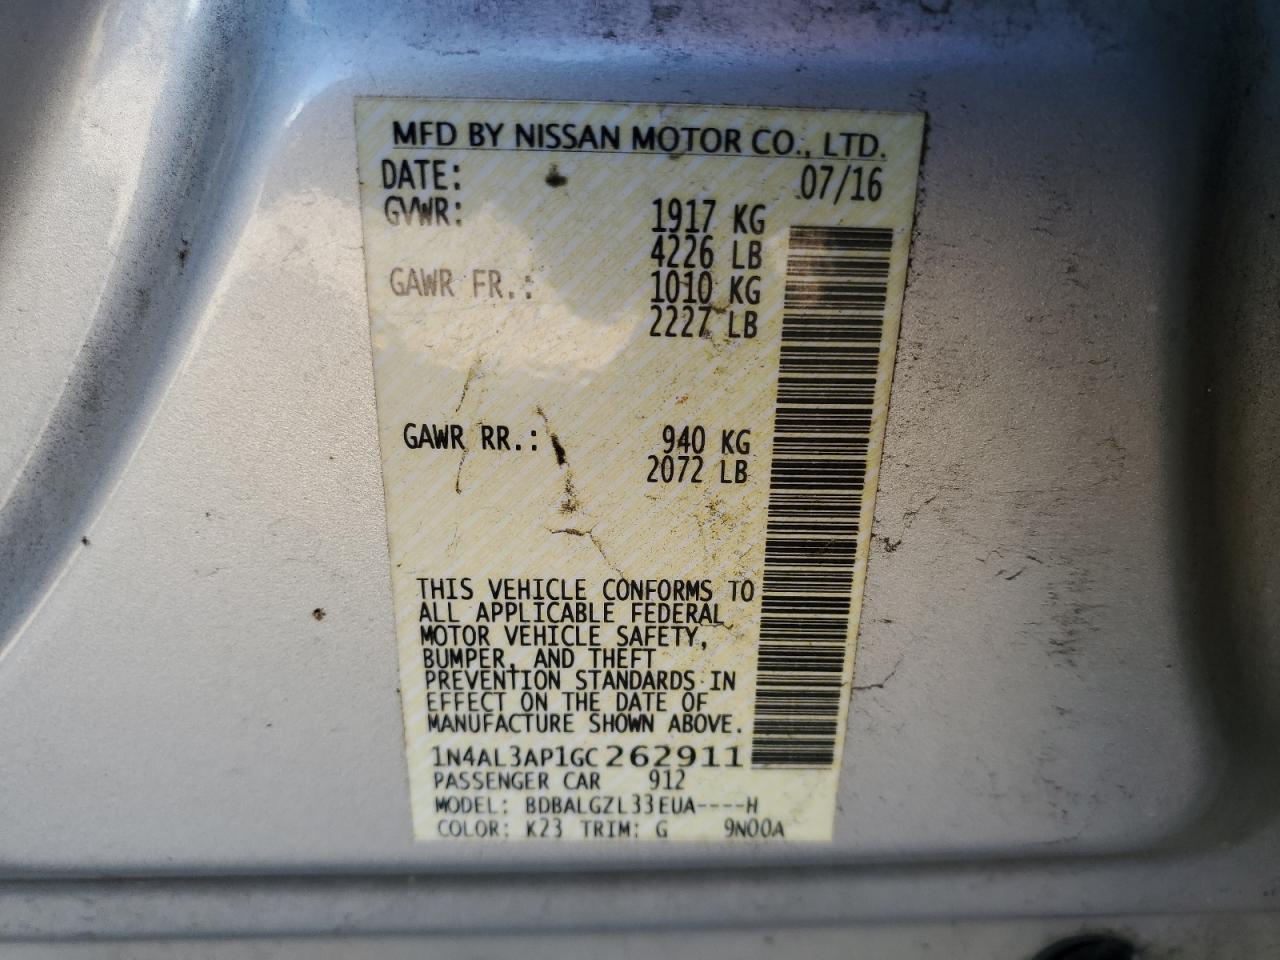 MFD BY NISSAN MOTOR CO., LTD.
DATE: 07/16
GVWR: 1917 KG
4226 LB
GAWR FR.: 1010 KG
2227 LB
GAWR RR.: 940 KG
2072 LB
THIS VEHICLE CONFORMS TO
ALL APPLICABLE FEDERAL
MOTOR VEHICLE SAFETY,
BUMPER, AND THEFT
PREVENTION STANDARDS IN
EFFECT ON THE DATE OF
MANUFACTURE SHOWN ABOVE.
1N4AL3AP1GC262911
PASSENGER CAR 912
MODEL: BDBALGZL33EUA----H
COLOR: K23 TRIM: G 9N00A